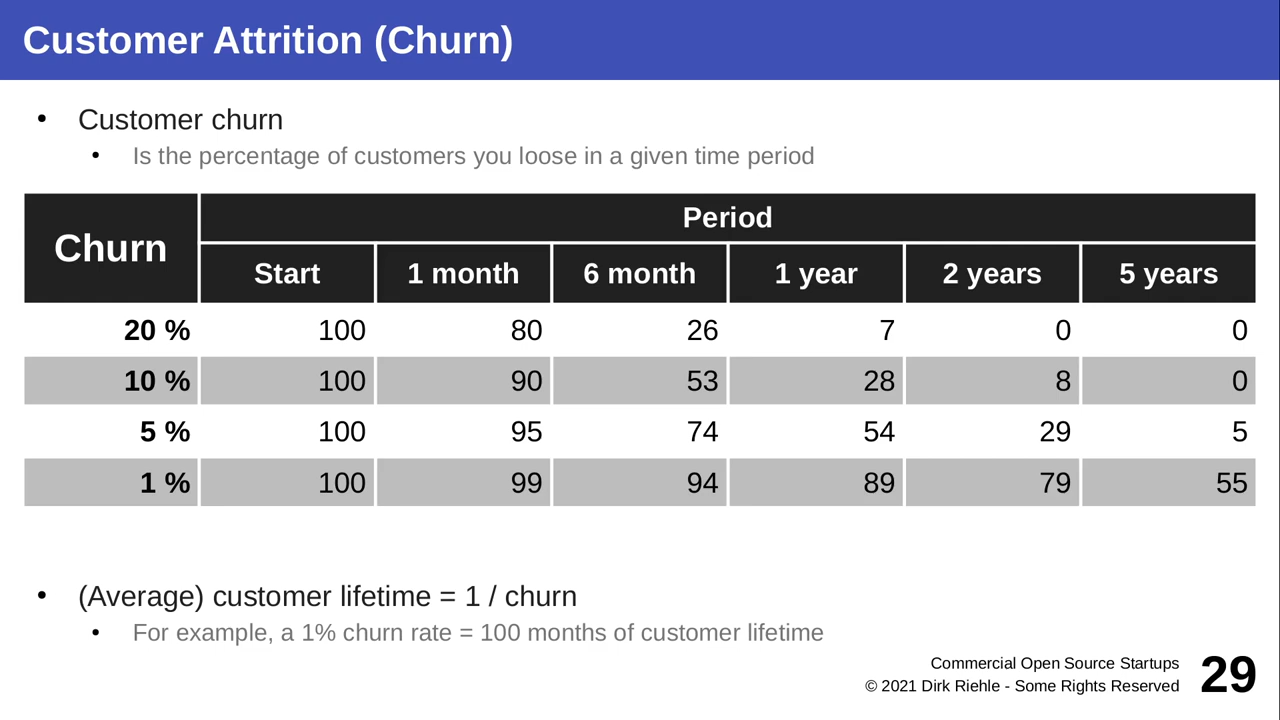 Customer Attrition (Churn)
• Customer churn
• Is the percentage of customers you loose in a given time period
Churn Period
Start 1 month 6 month 1 year 2 years 5 years
20 % 100 80 26 7 0 0
10 % 100 90 53 28 8 0
5 % 100 95 74 54 29 5
1 % 100 99 94 89 79 55
• (Average) customer lifetime = 1 / churn
• For example, a 1% churn rate = 100 months of customer lifetime
Commercial Open Source Startups
© 2021 Dirk Riehle - Some Rights Reserved
29